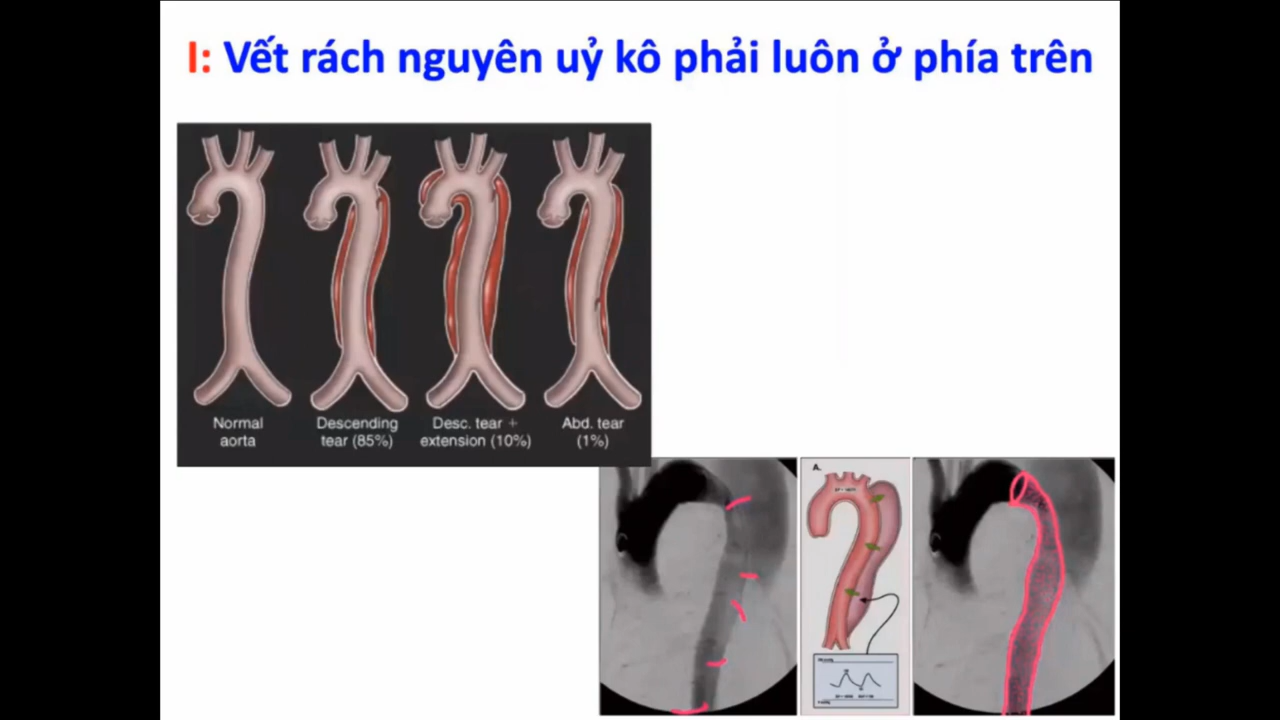 I: Vết rách nguyên uỷ kô phải luôn ở phía trên
Normal
aorta
Descending
tear (85%)
Desc. tear +
extension (10%)
Abd. tear
(1%)
A.